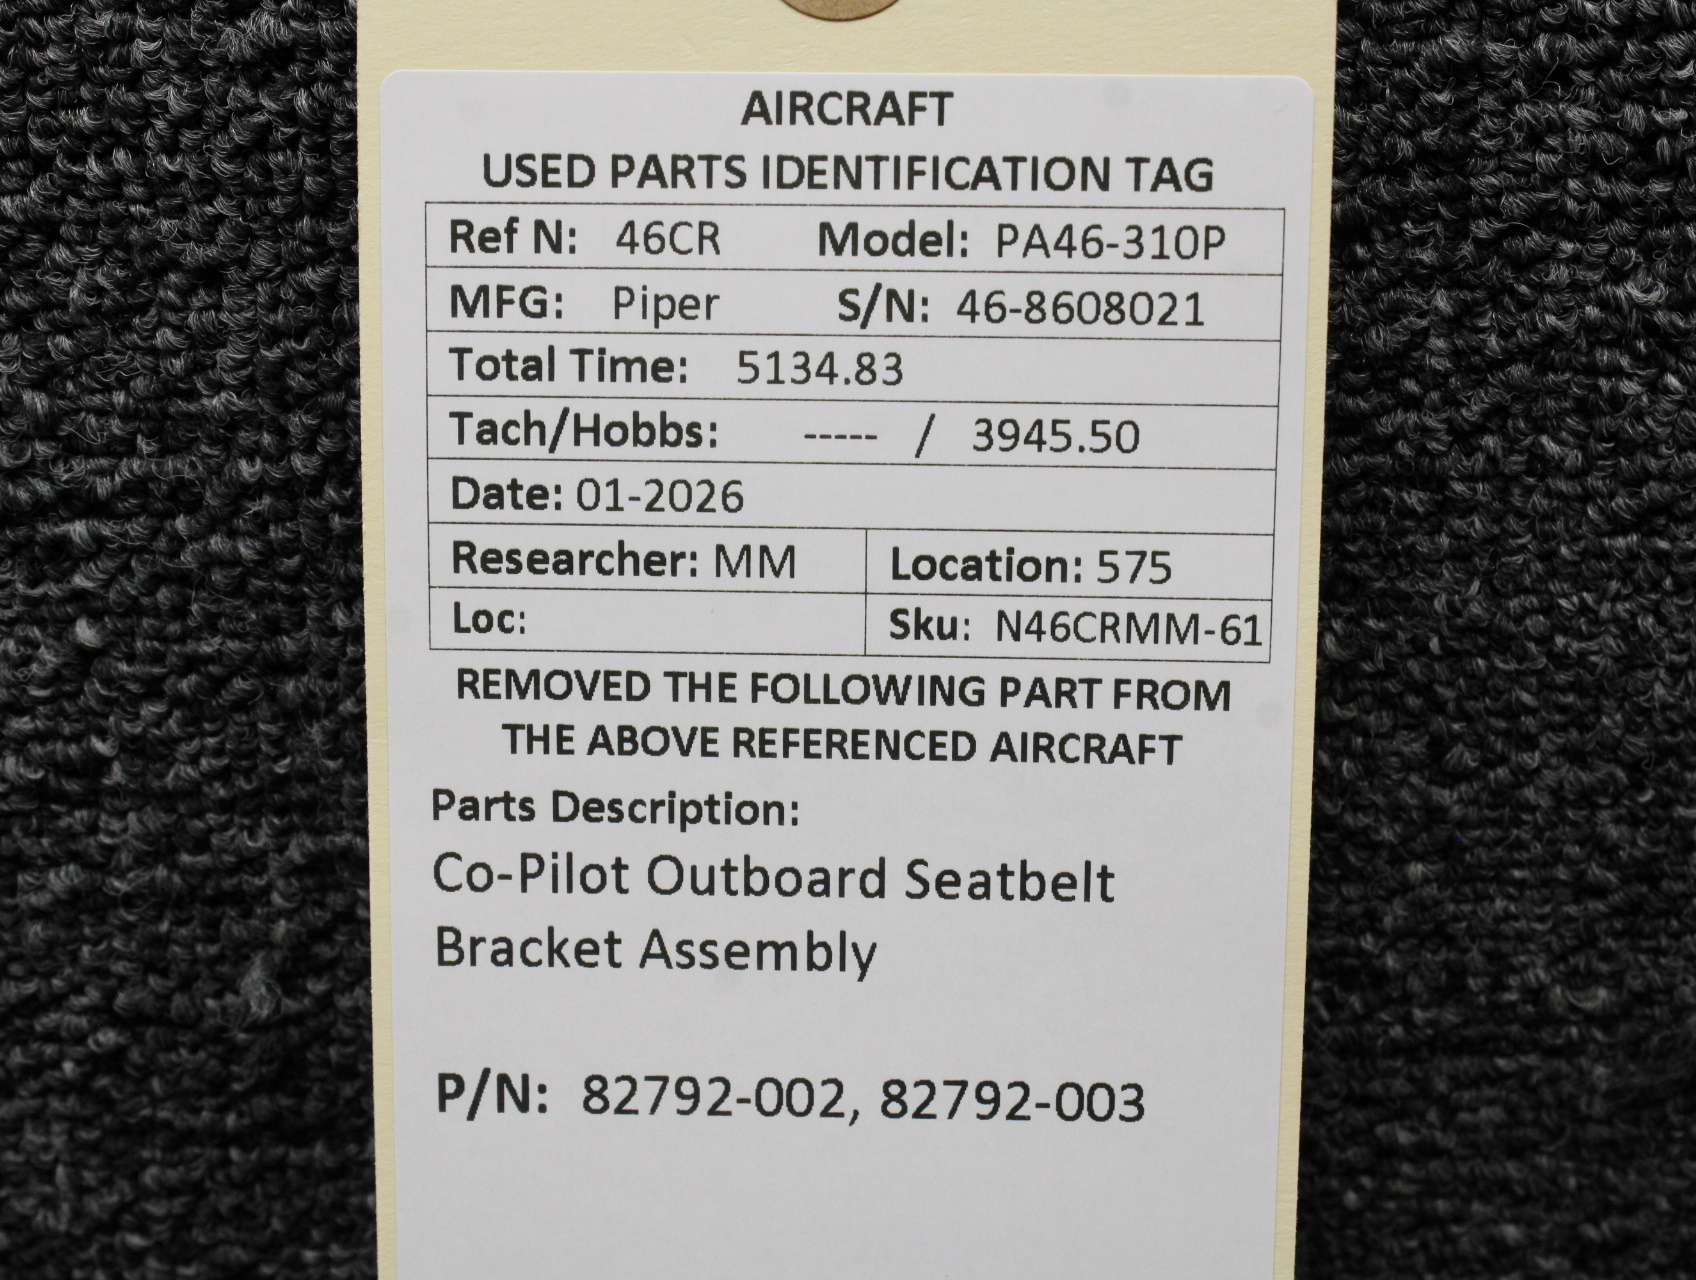 AIRCRAFT
USED PARTS IDENTIFICATION TAG
Ref N: 46CR Model: PA46-310P
MFG: Piper S/N: 46-8608021
Total Time: 5134.83
Tach/Hobbs: ----- / 3945.50
Date: 01-2026
Researcher: MM Location: 575
Loc: Sku: N46CRMM-61
REMOVED THE FOLLOWING PART FROM
THE ABOVE REFERENCED AIRCRAFT
Parts Description:
Co-Pilot Outboard Seatbelt
Bracket Assembly
P/N: 82792-002, 82792-003